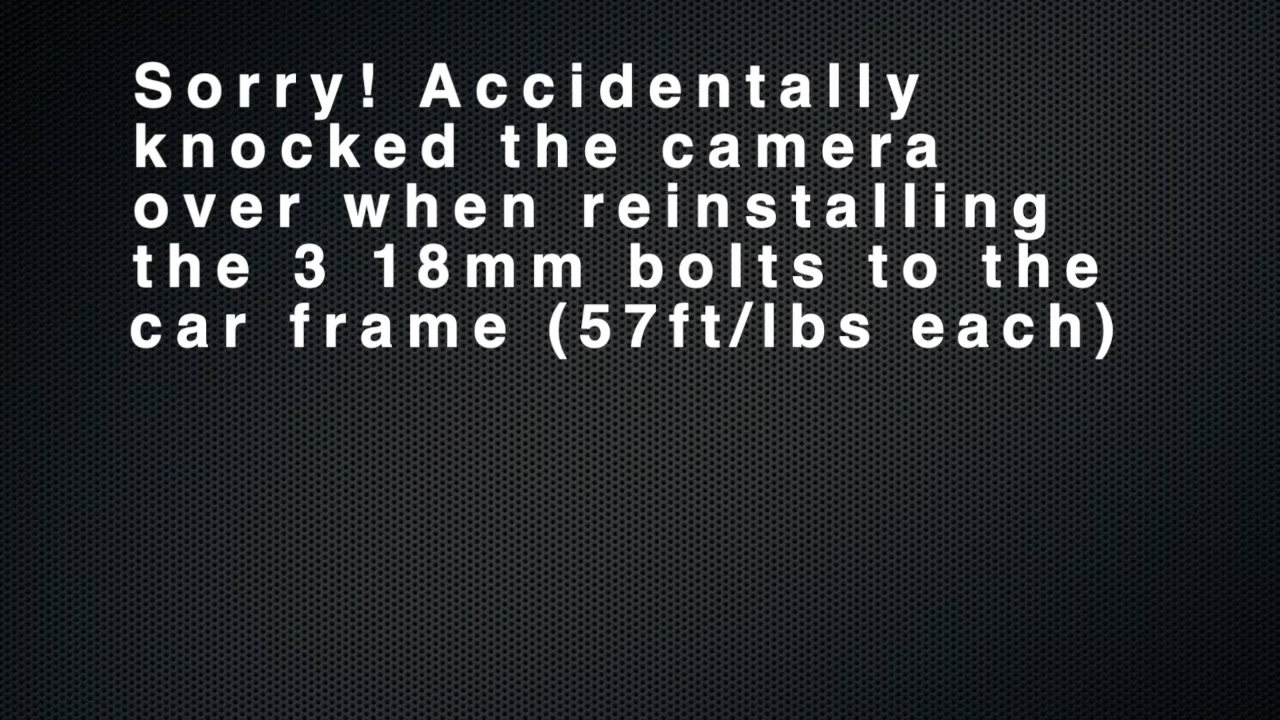 Sorry! Accidentally
knocked the camera
over when reinstalling
the 3 18mm bolts to the
car frame (57ft/lbs each)